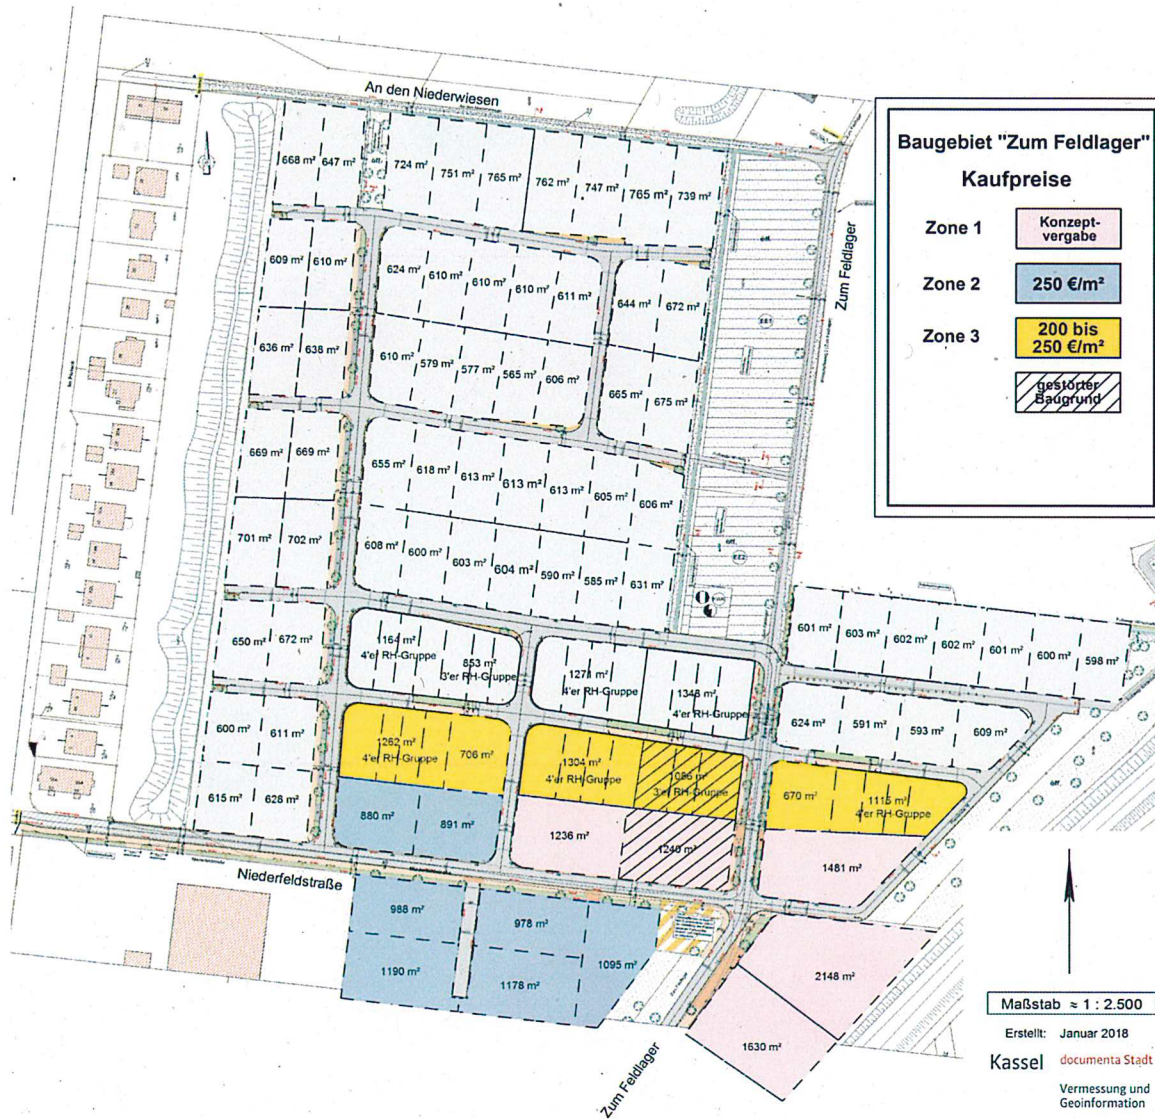 An den Niederwiesen
Baugebiet "Zum Feldlager"
Kaufpreise
Zone 1
Konzept-
vergabe
Zone 2
250 €/m²
Zone 3
200 bis
250 €/m²
gestörter
Baugrund
668 m² 647 m² 724 m² 751 m² 765 m² 762 m² 747 m² 765 m² 739 m²
öff.
Zum Feldlager
609 m² 610 m² 624 m² 610 m² 610 m² 610 m² 611 m² 644 m² 672 m²
636 m² 638 m² 610 m² 579 m² 577 m² 565 m² 606 m² 665 m² 675 m²
669 m² 669 m² 655 m² 618 m² 613 m² 613 m² 613 m² 605 m² 606 m²
701 m² 702 m² 608 m² 600 m² 603 m² 604 m² 590 m² 585 m² 631 m²
öff.
601 m² 603 m² 602 m² 602 m² 601 m² 600 m² 598 m²
650 m² 672 m²
1164 m²
4'er RH-Gruppe
853 m²
3'er RH-Gruppe
1271 m²
4'er RH-Gruppe
1348 m²
4'er RH-Gruppe
624 m² 591 m² 593 m² 609 m²
600 m² 611 m²
1262 m²
4'er RH-Gruppe
706 m²
1304 m²
4'er RH-Gruppe
1086 m²
3'er RH-Gruppe
670 m²
1115 m²
4'er RH-Gruppe
öff.
615 m² 628 m² 880 m² 891 m² 1236 m² 1240 m² 1481 m²
Niederfeldstraße
988 m² 978 m²
1190 m² 1178 m² 1095 m²
2148 m²
1630 m²
Zum Feldlager
Maßstab ≈ 1 : 2.500
Erstellt: Januar 2018
Kassel documenta Stadt
Vermessung und
Geoinformation